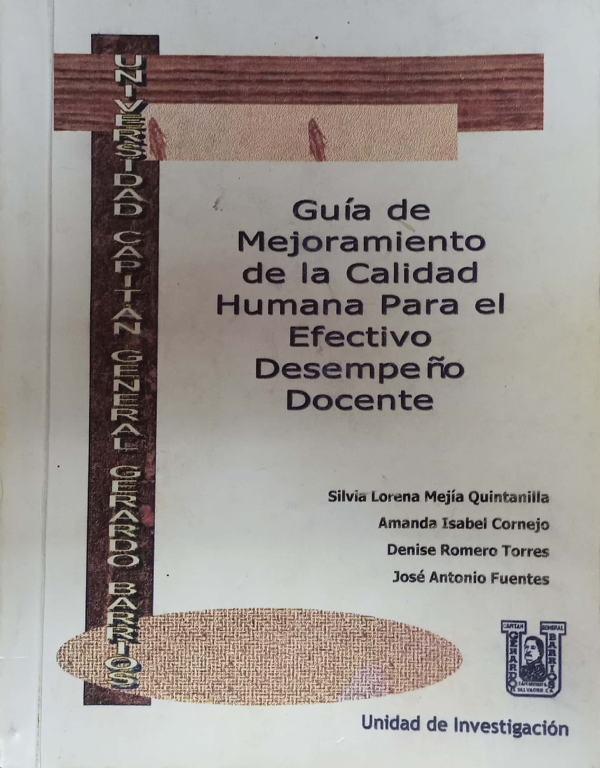 UNIVERSIDAD CAPITÁN GENERAL GERARDO BARRIOS
Guía de
Mejoramiento
de la Calidad
Humana Para el
Efectivo
Desempeño
Docente
Silvia Lorena Mejía Quintanilla
Amanda Isabel Cornejo
Denise Romero Torres
José Antonio Fuentes
CAPITAN GENERAL
GERARDO BARRIOS
Unidad de Investigación